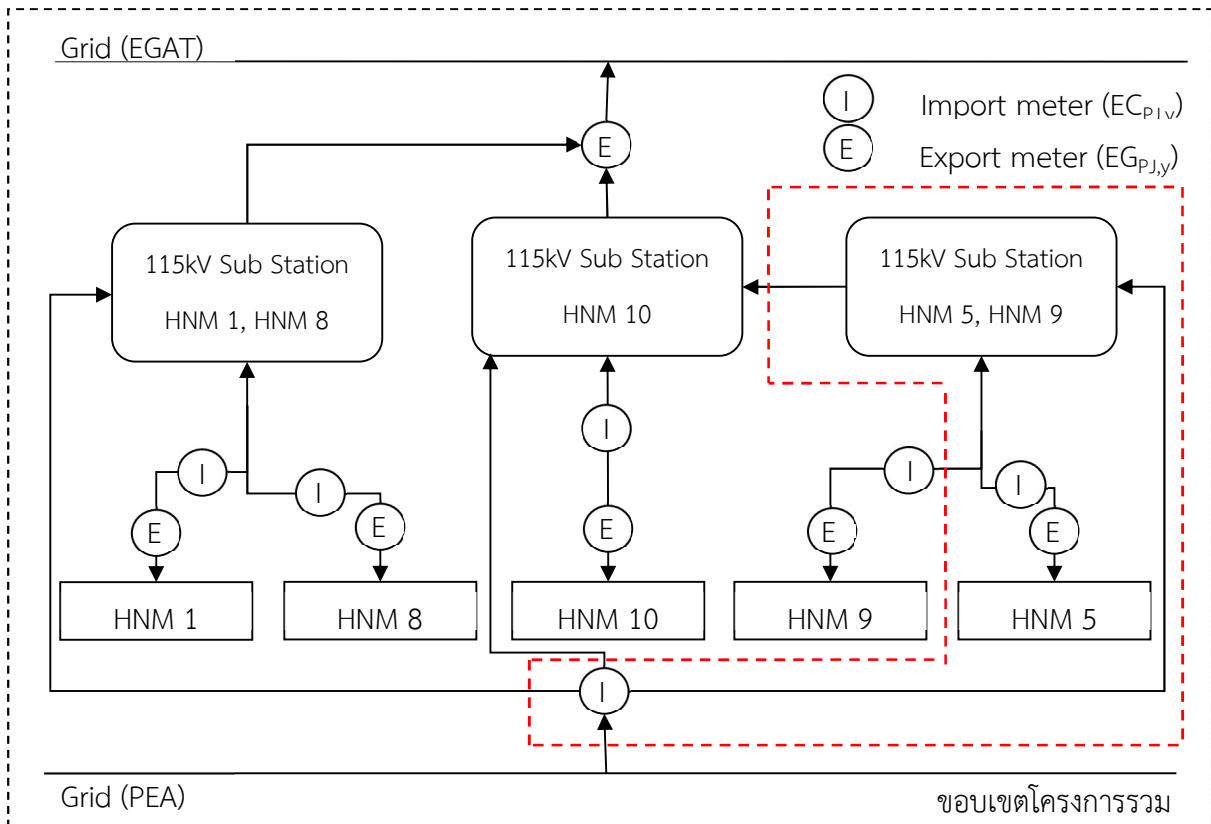 Grid (EGAT)
I Import meter (ECPJ,y)
E Export meter (EGPJ,y)
E
115kV Sub Station
HNM 1, HNM 8
115kV Sub Station
HNM 10
115kV Sub Station
HNM 5, HNM 9
I
I
I
I
I
E
E
E
E
E
HNM 1
HNM 8
HNM 10
HNM 9
HNM 5
I
Grid (PEA)
ขอบเขตโครงการรวม